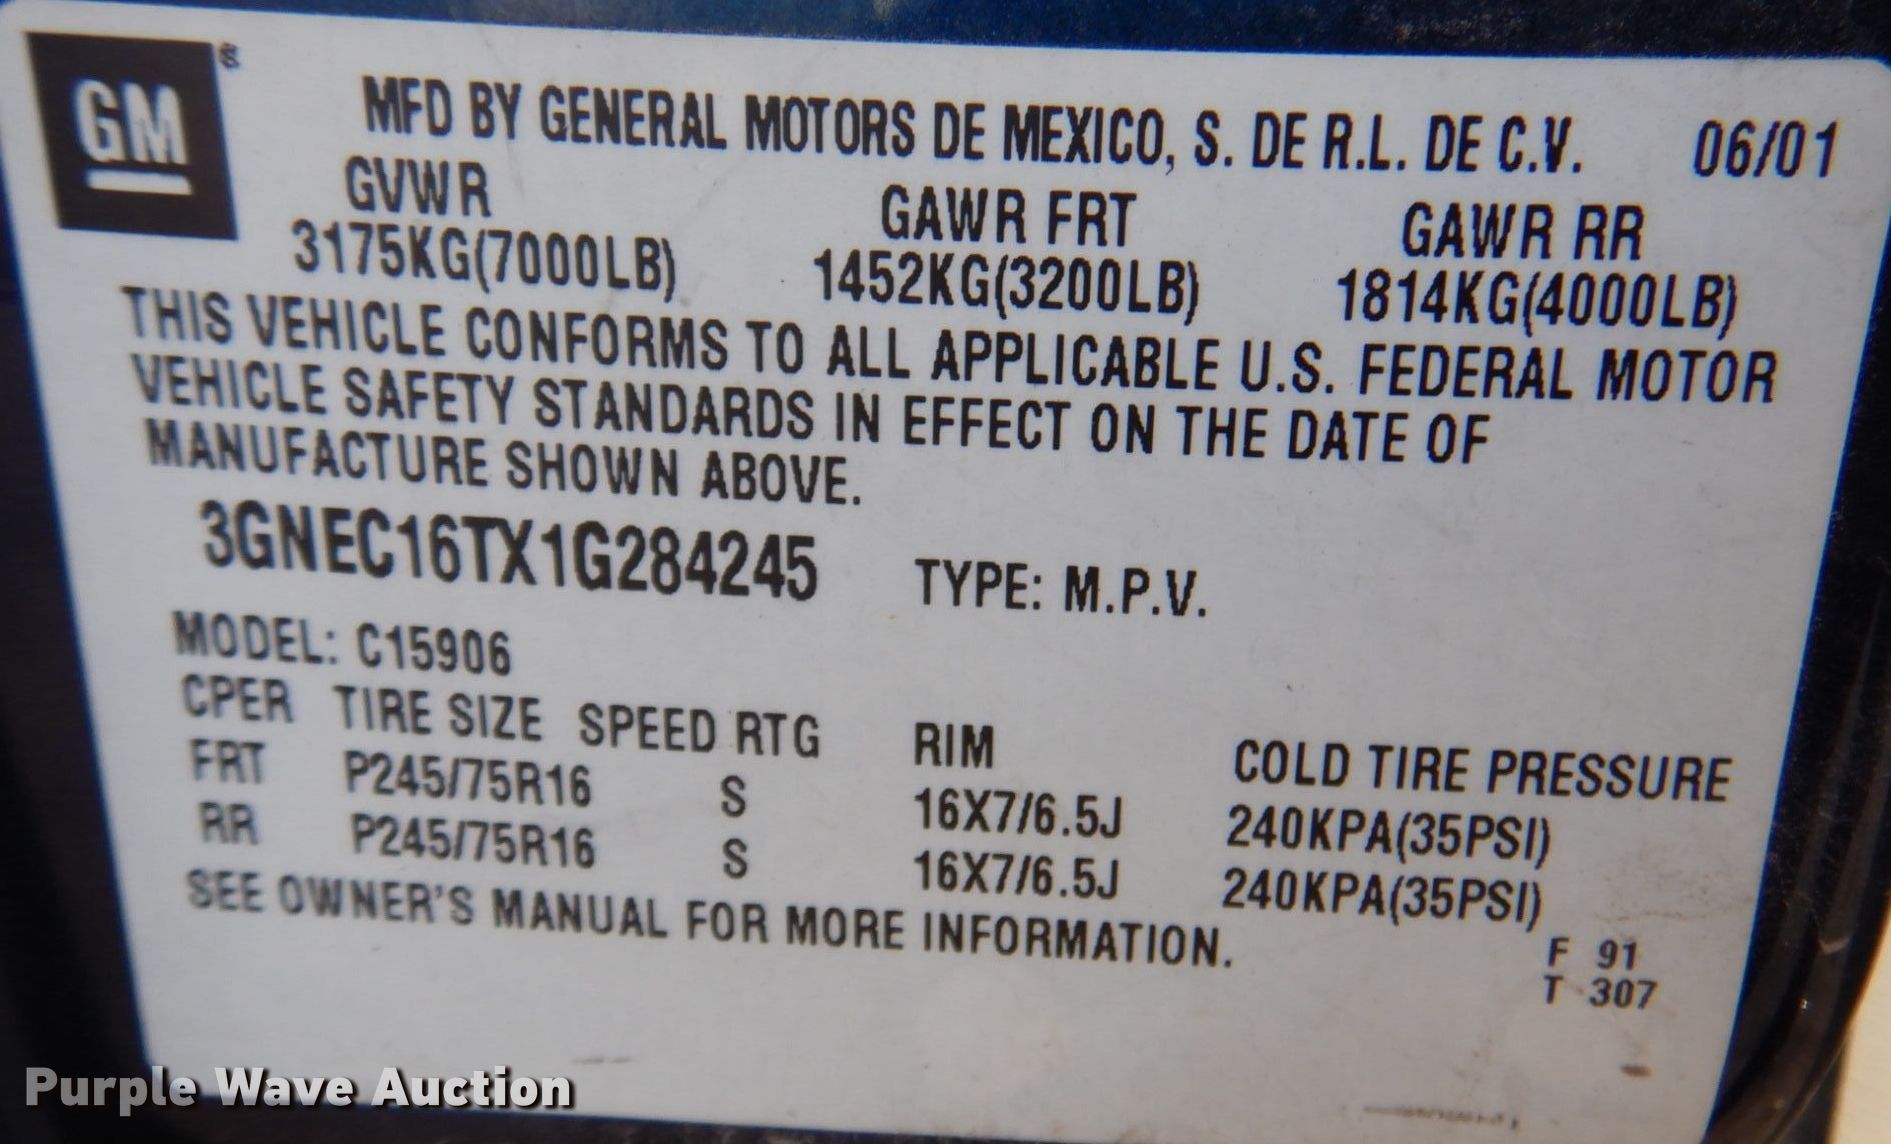 GM®
MFD BY GENERAL MOTORS DE MEXICO, S. DE R.L. DE C.V. 06/01
GVWR GAWR FRT GAWR RR
3175KG(7000LB) 1452KG(3200LB) 1814KG(4000LB)
THIS VEHICLE CONFORMS TO ALL APPLICABLE U.S. FEDERAL MOTOR
VEHICLE SAFETY STANDARDS IN EFFECT ON THE DATE OF
MANUFACTURE SHOWN ABOVE.
3GNEC16TX1G284245 TYPE: M.P.V.
MODEL: C15906
CPER TIRE SIZE SPEED RTG RIM COLD TIRE PRESSURE
FRT P245/75R16 S 16X7/6.5J 240KPA(35PSI)
RR P245/75R16 S 16X7/6.5J 240KPA(35PSI)
SEE OWNER'S MANUAL FOR MORE INFORMATION.
F 91
T 307
Purple Wave Auction